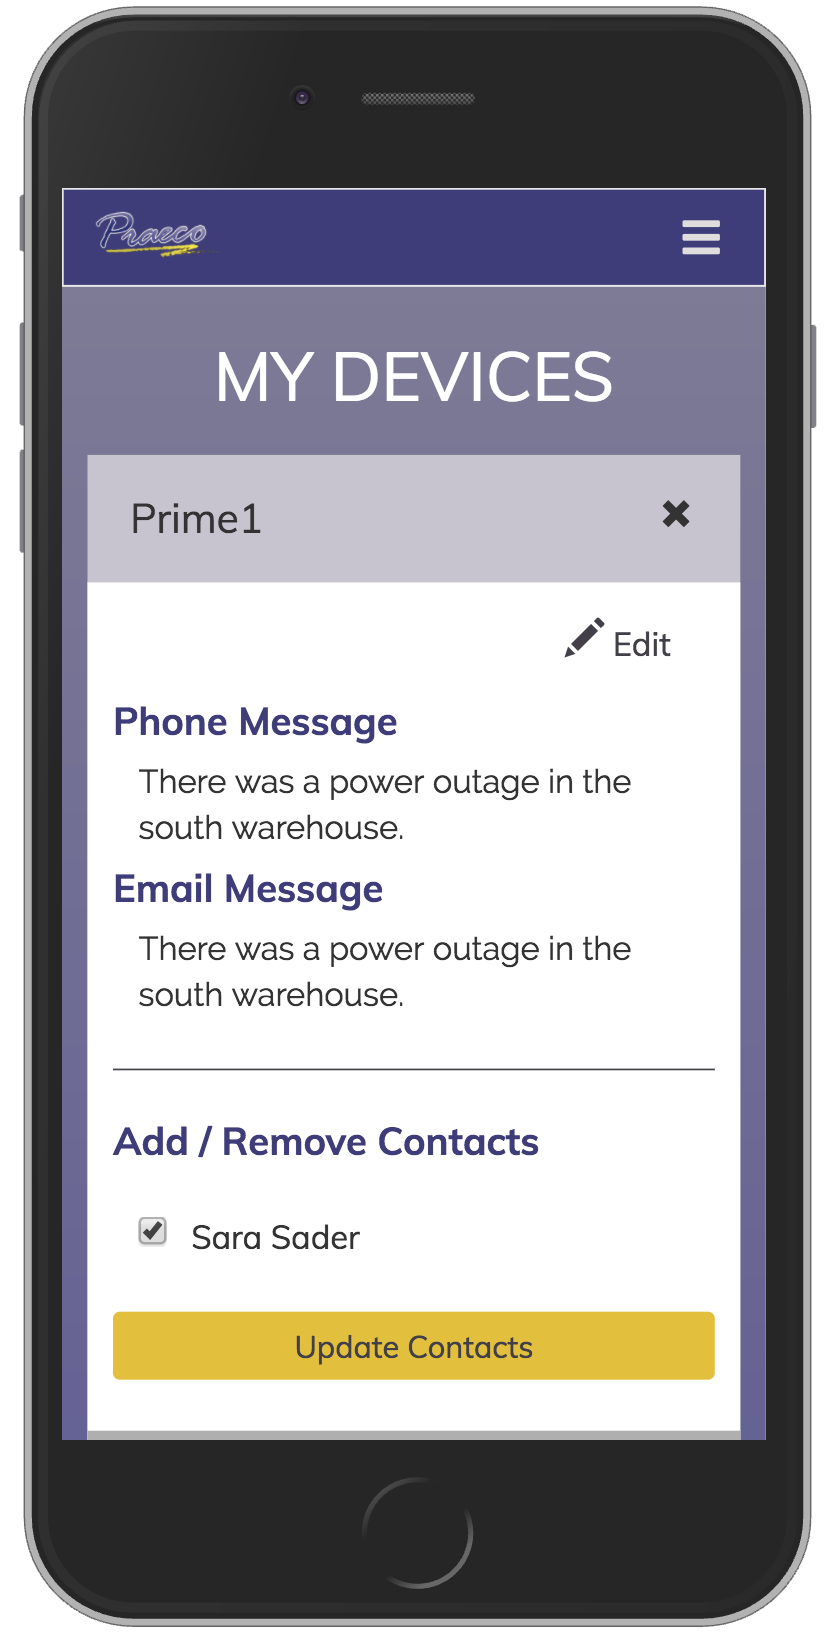 Praeco
MY DEVICES
Prime1
Edit
Phone Message
There was a power outage in the
south warehouse.
Email Message
There was a power outage in the
south warehouse.
Add / Remove Contacts
Sara Sader
Update Contacts